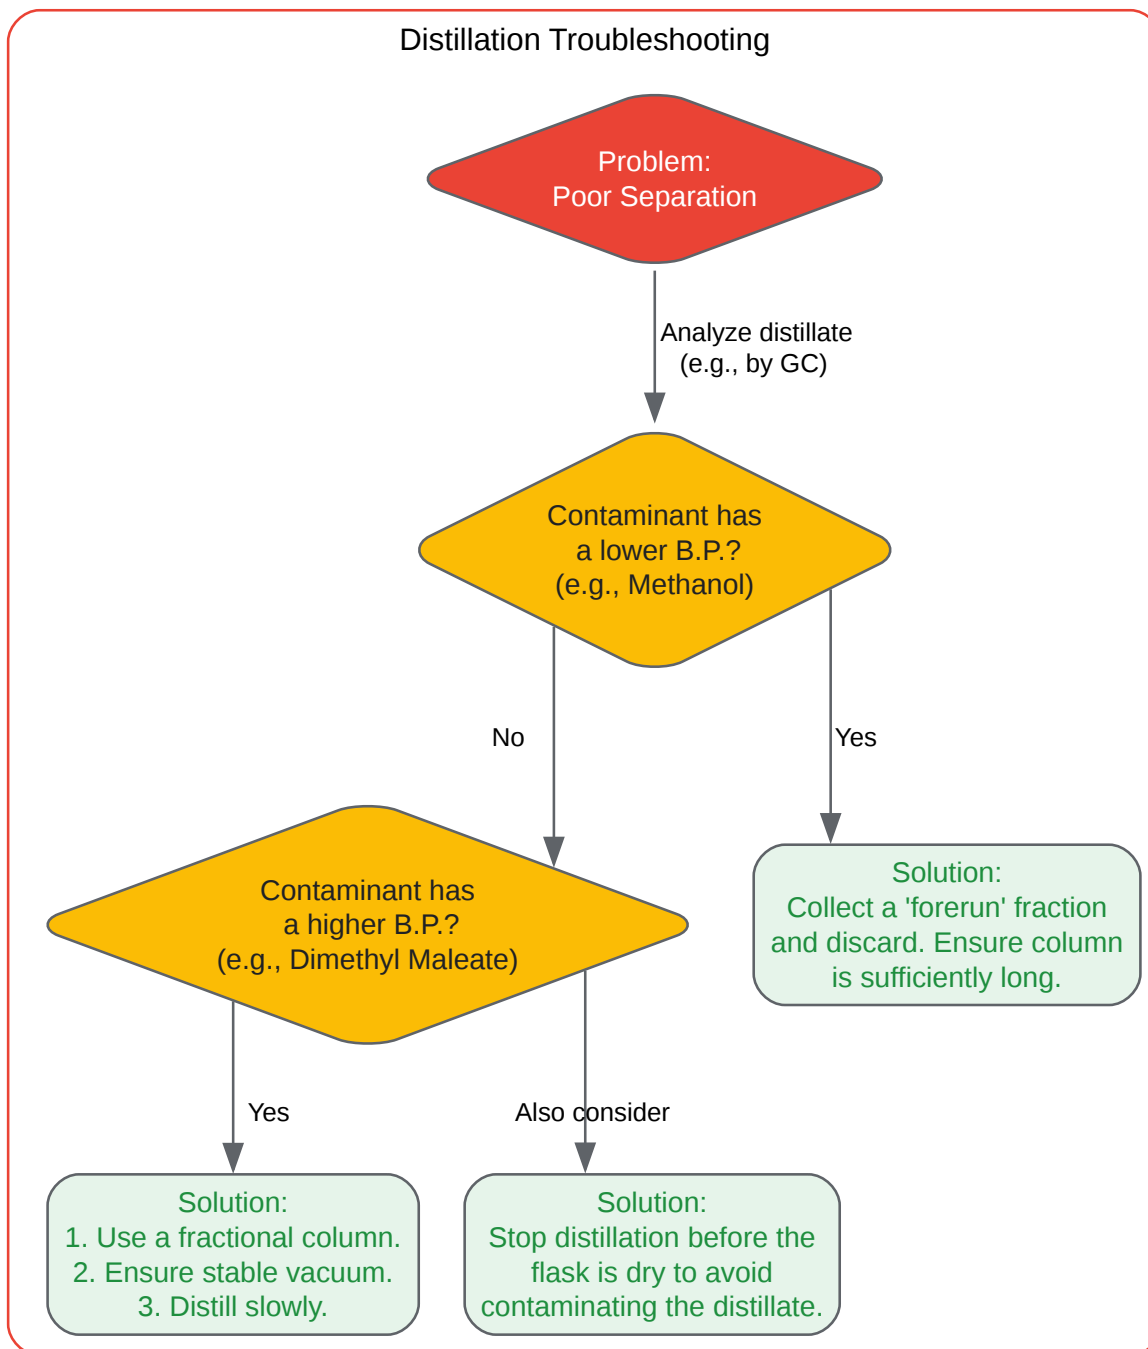 Distillation Troubleshooting
Problem:
Poor Separation
Analyze distillate
(e.g., by GC)
Contaminant has
a lower B.P.?
(e.g., Methanol)
No
Yes
Contaminant has
a higher B.P.?
(e.g., Dimethyl Maleate)
Solution:
Collect a 'forerun' fraction
and discard. Ensure column
is sufficiently long.
Yes
Also consider
Solution:
1. Use a fractional column.
2. Ensure stable vacuum.
3. Distill slowly.
Solution:
Stop distillation before the
flask is dry to avoid
contaminating the distillate.